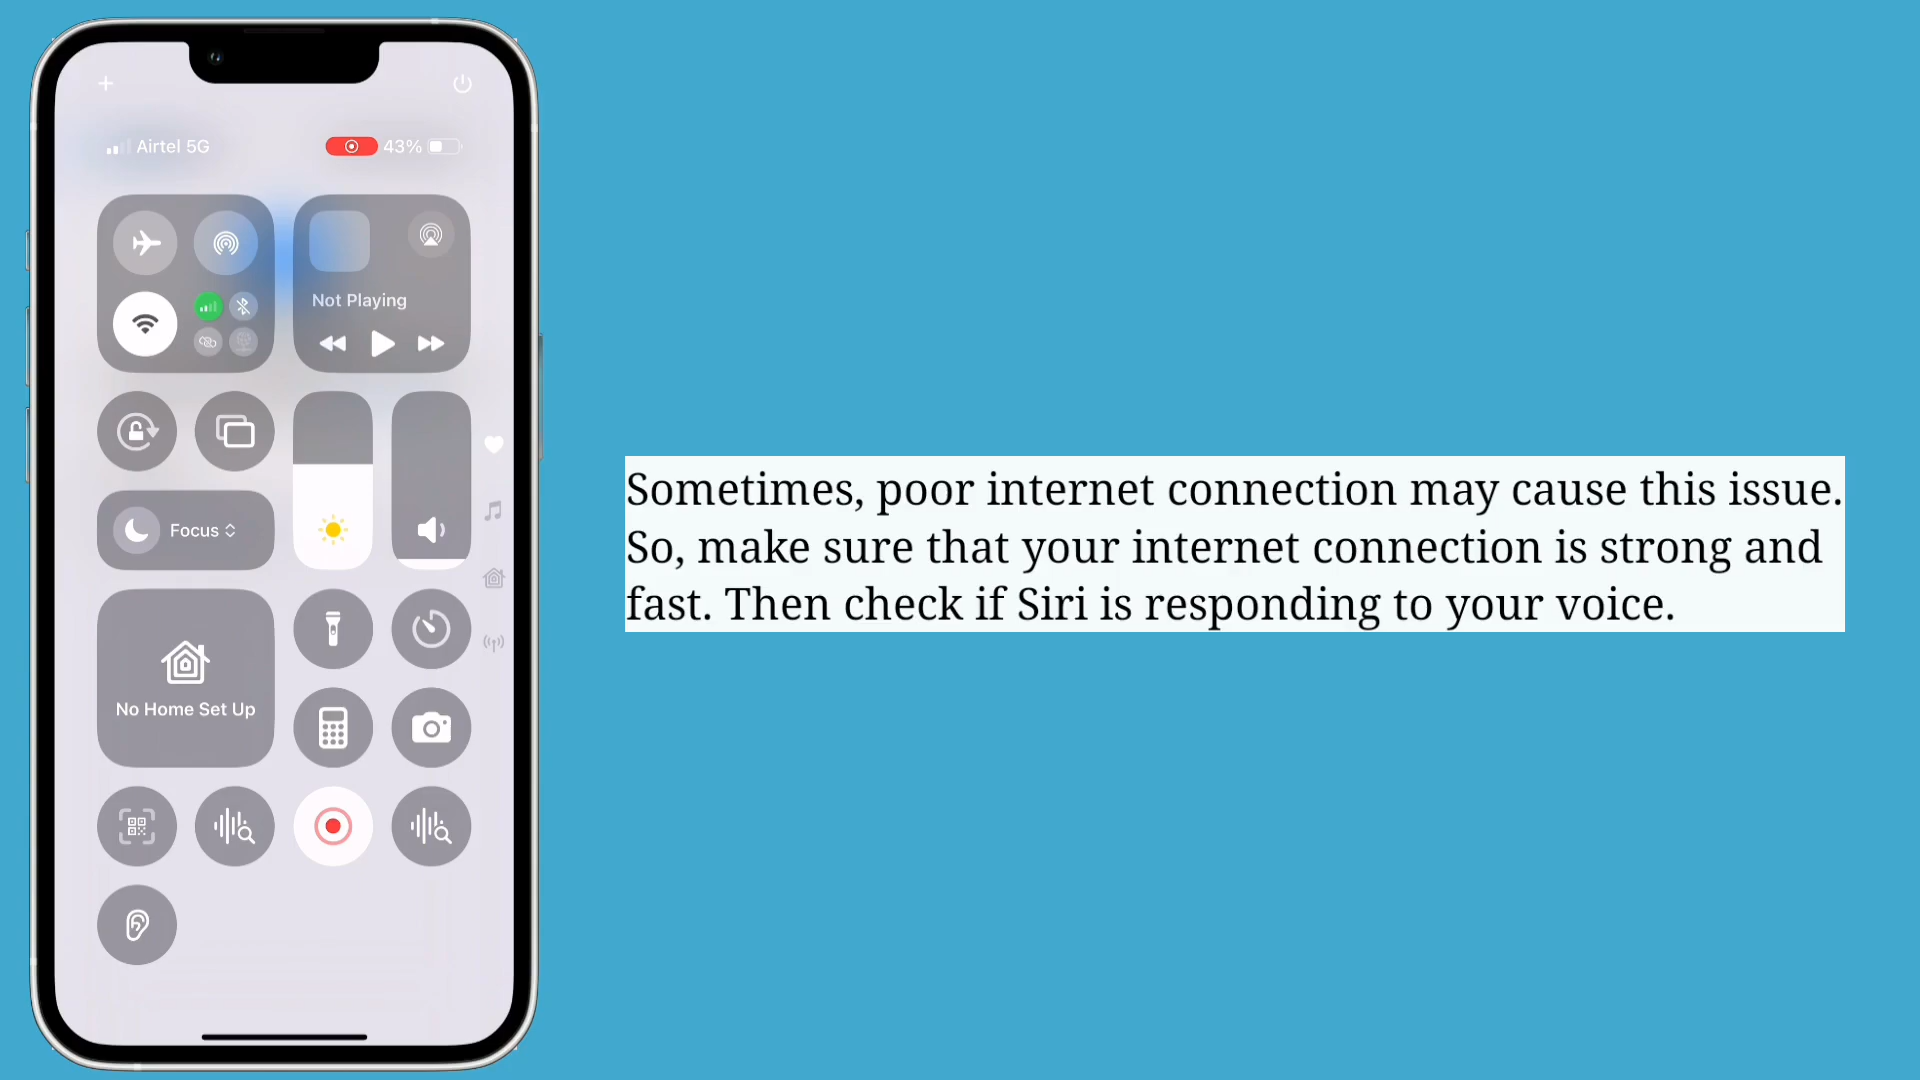 Airtel 5G
43%
Not Playing
Focus
No Home Set Up
Sometimes, poor internet connection may cause this issue.
So, make sure that your internet connection is strong and
fast. Then check if Siri is responding to your voice.